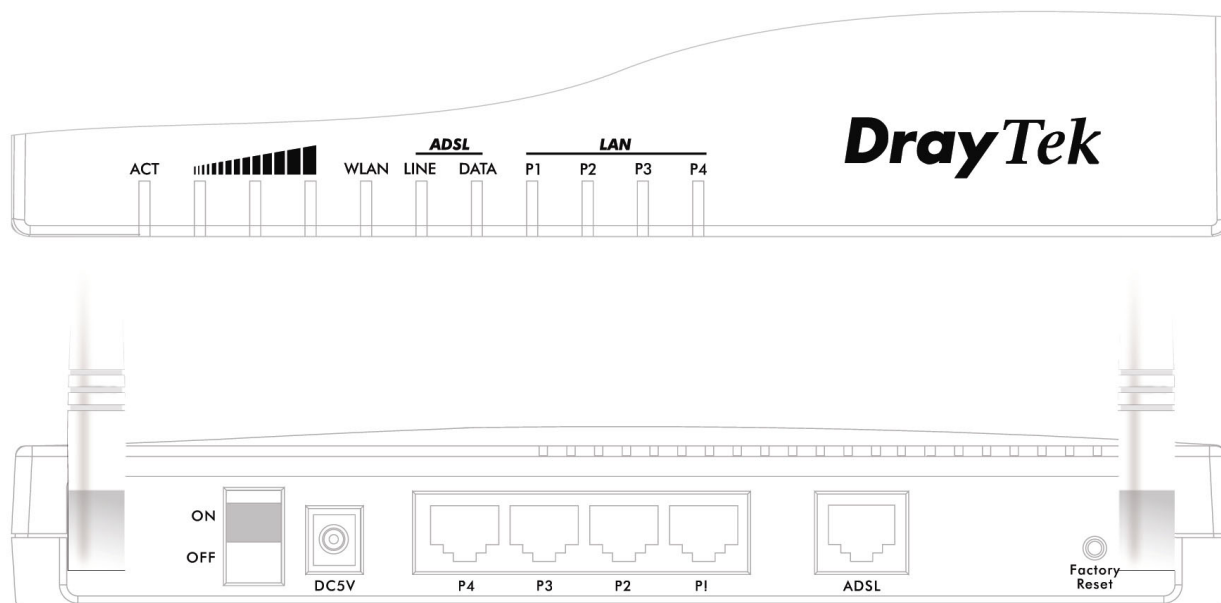 DrayTek
ADSL LAN
ACT WLAN LINE DATA P1 P2 P3 P4
ON
OFF
DC5V P4 P3 P2 P! ADSL
Factory
Reset